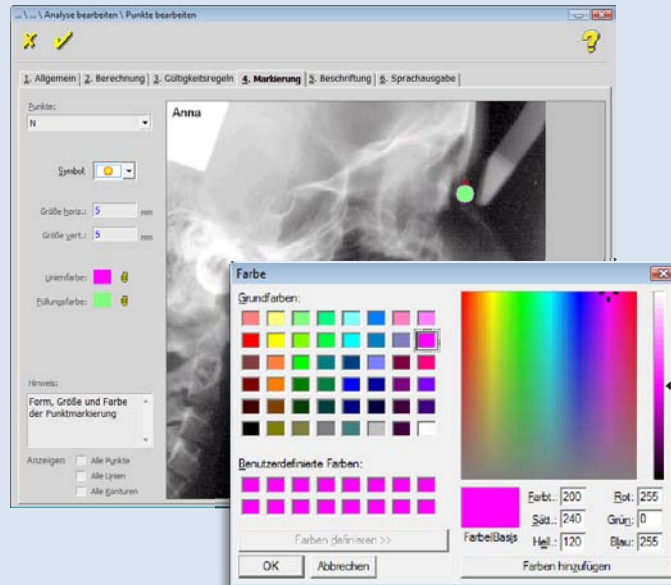 ...\ ... \ Analyse bearbeiten \ Punkte bearbeiten
1. Allgemein
2. Berechnung
3. Gültigkeitsregeln
4. Markierung
5. Beschriftung
6. Sprachausgabe
Punkte:
N
Symbol
Größe horiz.: 5 mm
Größe vert.: 5 mm
Linienfarbe:
Füllungsfarbe:
Hinweis:
Form, Größe und Farbe
der Punktmarkierung
Anzeigen
Alle Punkte
Alle Linien
Alle Konturen
Anna
Farbe
Grundfarben:
Benutzerdefinierte Farben:
Farben definieren >>
OK
Abbrechen
Farbe|Basis
Farbt.: 200
Sätt.: 240
Hell.: 120
Rot: 255
Grün: 0
Blau: 255
Farben hinzufügen